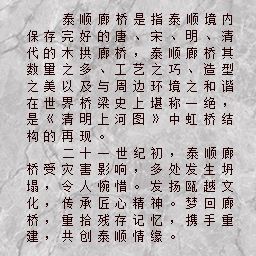 泰顺廊桥是指泰顺境内
保存完好的唐、宋、明、清
代的木拱廊桥，泰顺廊桥其
数量之多、工艺之巧、造型
之美以及与周边环境之和谐
在世界桥梁史上堪称一绝，
是《清明上河图》中虹桥结
构的再现。
二十一世纪初，泰顺廊
桥受灾害影响，多处发生坍
塌，令人惋惜。发扬瓯越文
化，传承匠心精神。梦回廊
桥，重拾残存记忆，携手重
建，共创泰顺情缘。